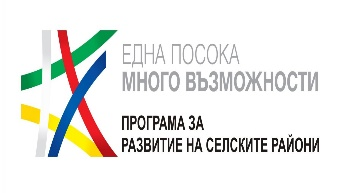 ЕДНА ПОСОКА
МНОГО ВЪЗМОЖНОСТИ
ПРОГРАМА ЗА
РАЗВИТИЕ НА СЕЛСКИТЕ РАЙОНИ